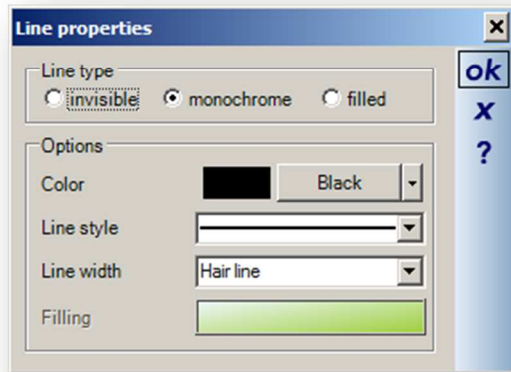 Line properties
ok
x
?
Line type
invisible monochrome filled
Options
Color Black
Line style
Line width Hair line
Filling